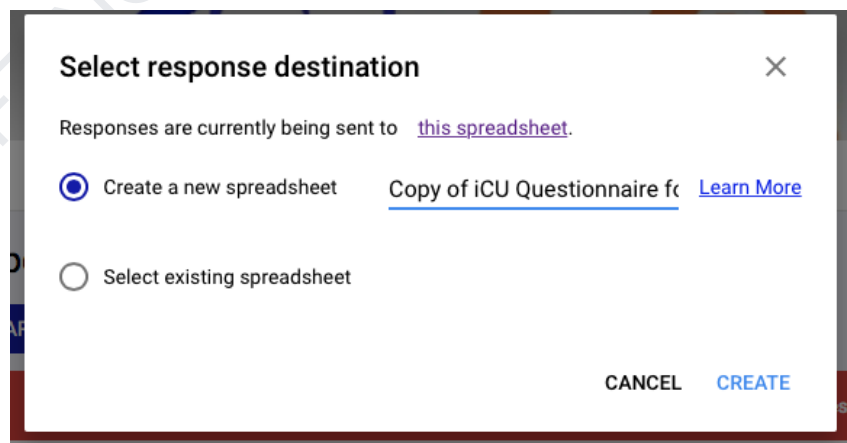 Select response destination
Responses are currently being sent to this spreadsheet.
Create a new spreadsheet Copy of iCU Questionnaire fo Learn More
Select existing spreadsheet
CANCEL CREATE